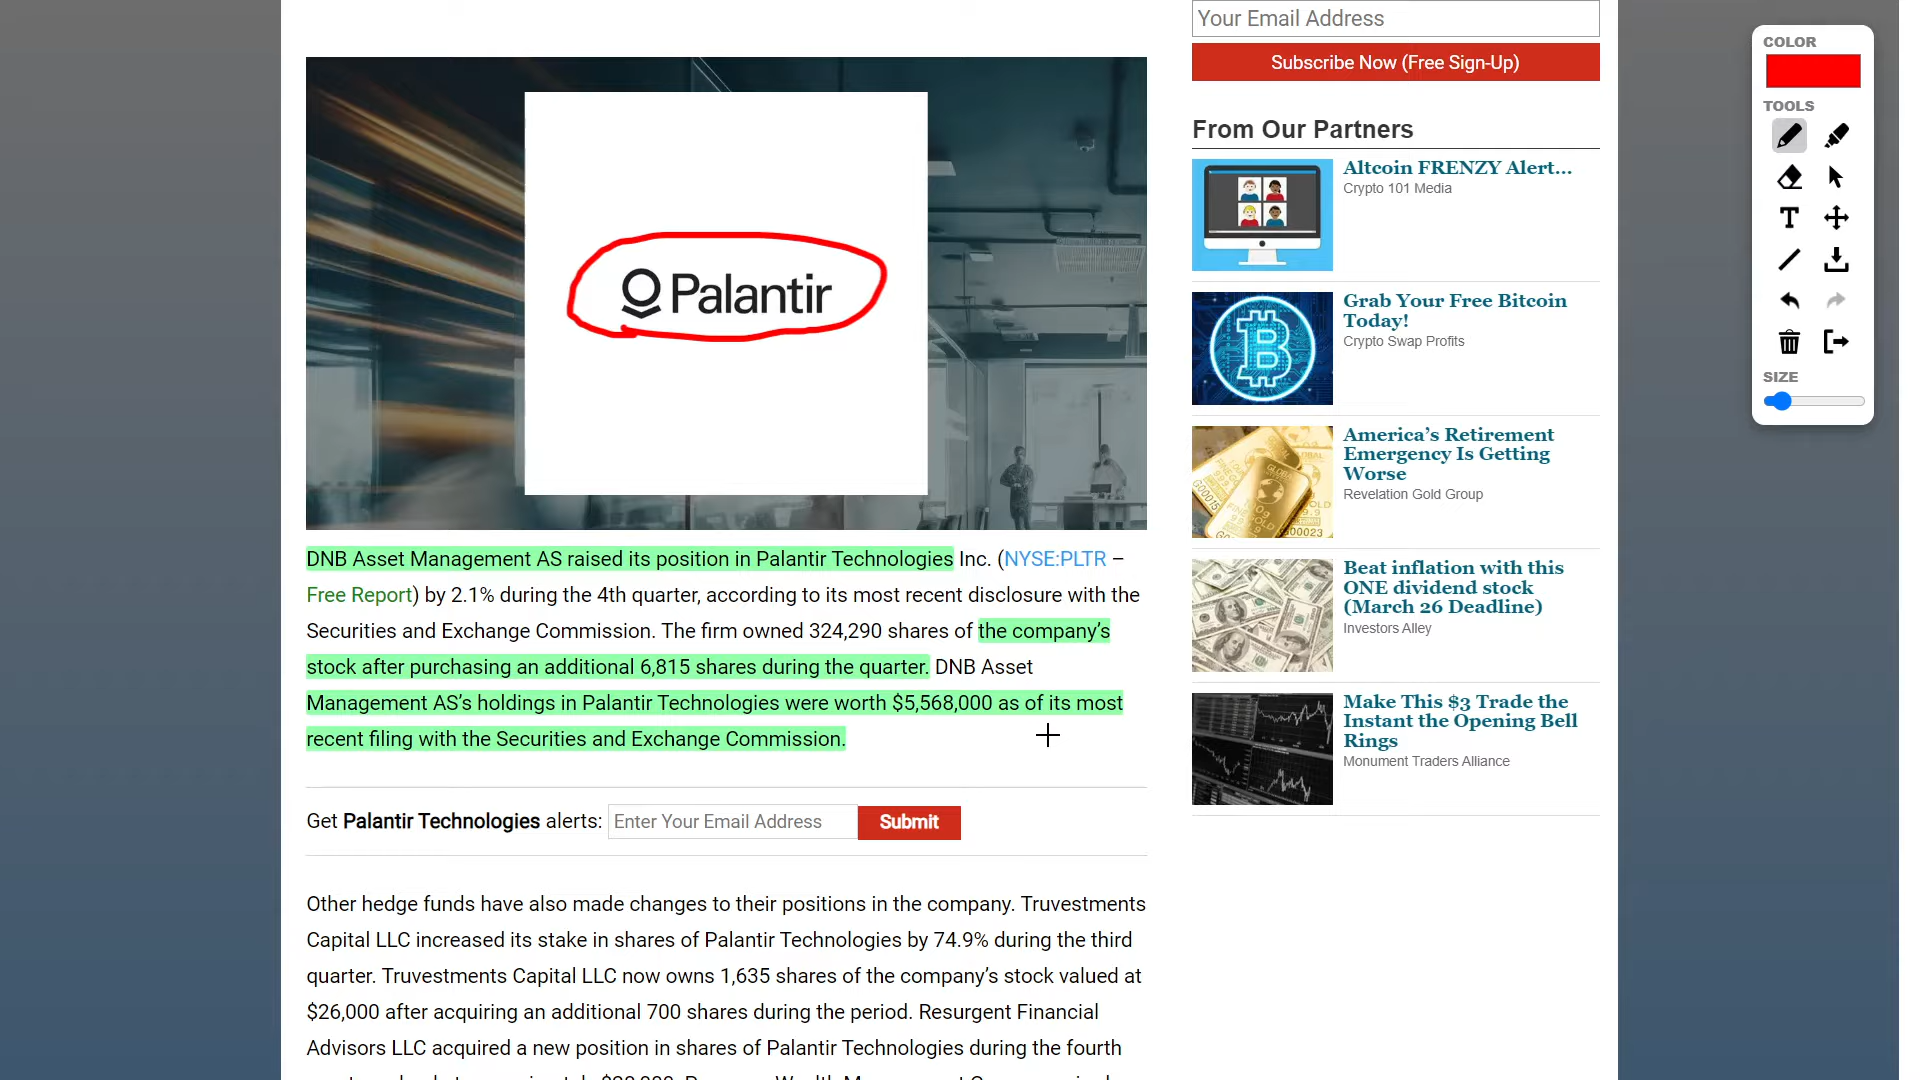 Your Email Address
Subscribe Now (Free Sign-Up)
From Our Partners
Altcoin FRENZY Alert...
Crypto 101 Media
Grab Your Free Bitcoin
Today!
Crypto Swap Profits
America's Retirement
Emergency Is Getting
Worse
Revelation Gold Group
Beat inflation with this
ONE dividend stock
(March 26 Deadline)
Investors Alley
Make This $3 Trade the
Instant the Opening Bell
Rings
Monument Traders Alliance
Palantir
DNB Asset Management AS raised its position in Palantir Technologies Inc. (NYSE:PLTR –
Free Report) by 2.1% during the 4th quarter, according to its most recent disclosure with the
Securities and Exchange Commission. The firm owned 324,290 shares of the company's
stock after purchasing an additional 6,815 shares during the quarter. DNB Asset
Management AS's holdings in Palantir Technologies were worth $5,568,000 as of its most
recent filing with the Securities and Exchange Commission.
Get Palantir Technologies alerts: Enter Your Email Address Submit
Other hedge funds have also made changes to their positions in the company. Truvestments
Capital LLC increased its stake in shares of Palantir Technologies by 74.9% during the third
quarter. Truvestments Capital LLC now owns 1,635 shares of the company's stock valued at
$26,000 after acquiring an additional 700 shares during the period. Resurgent Financial
Advisors LLC acquired a new position in shares of Palantir Technologies during the fourth
COLOR
TOOLS
SIZE